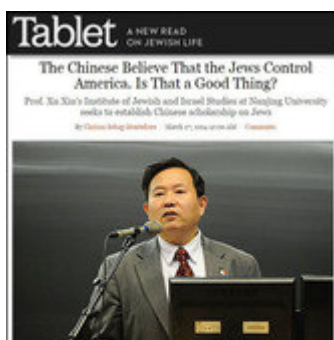 Tablet
A NEW READ
ON JEWISH LIFE
The Chinese Believe That the Jews Control
America. Is That a Good Thing?
Prof. Xu Xin's Institute of Jewish and Israel Studies at Nanjing University
seeks to establish Chinese scholarship on Jews
By